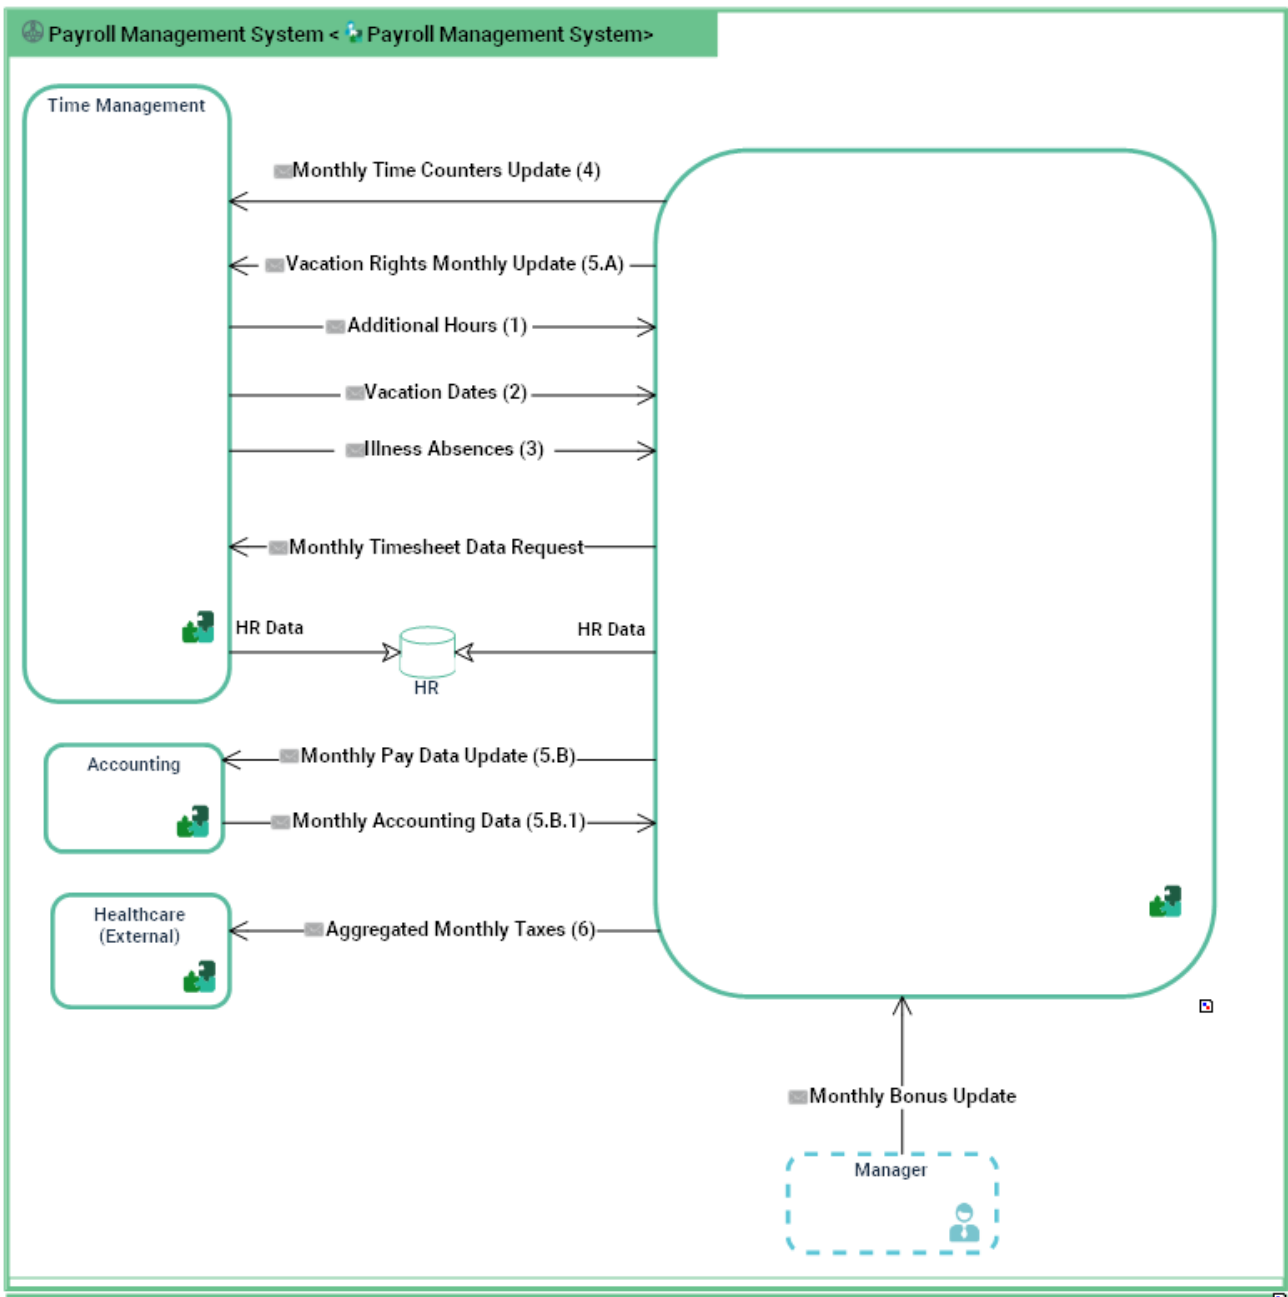 Payroll Management System < Payroll Management System>
Time Management
Monthly Time Counters Update (4)
Vacation Rights Monthly Update (5.A)
Additional Hours (1)
Vacation Dates (2)
Illness Absences (3)
Monthly Timesheet Data Request
HR Data
HR Data
HR
Accounting
Monthly Pay Data Update (5.B)
Monthly Accounting Data (5.B.1)
Healthcare
(External)
Aggregated Monthly Taxes (6)
Monthly Bonus Update
Manager